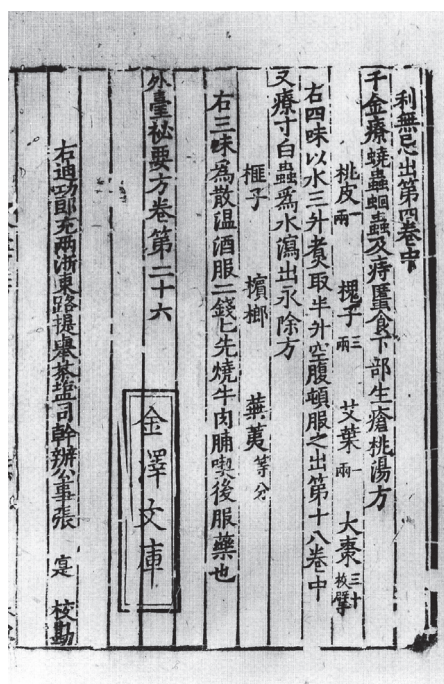 利無忌出第四卷中
千金療蟯蟲蛔蟲及痔䘌食下部生瘡桃湯方
桃皮一兩 槐子三兩 艾葉一兩 大棗三十枚擘
右四味以水三升煑取半升空腹頓服之出第十八卷中
又療寸白蟲爲水瀉出永除方
榧子 檳榔 蕪荑等分
右三味爲散温酒服二錢匕先燒牛肉脯喫後服藥也
外臺祕要方卷第二十六
金澤文庫
右迪功郎充兩浙東路提舉茶塩司幹辦公事張 寔 校勘